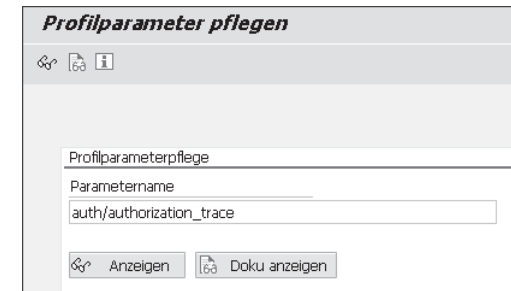 Profilparameter pflegen
Profilparameterpflege
Parametername
auth/authorization_trace
Anzeigen Doku anzeigen